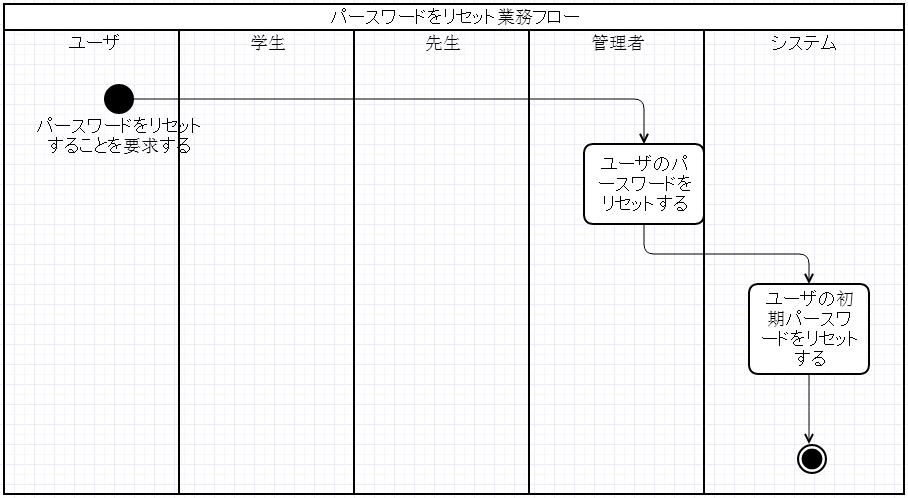 パースワードをリセット業務フロー
ユーザ
学生
先生
管理者
システム
パースワードをリセット
することを要求する
ユーザのパ
ースワードを
リセットする
ユーザの初
期パースワ
ードをリセット
する